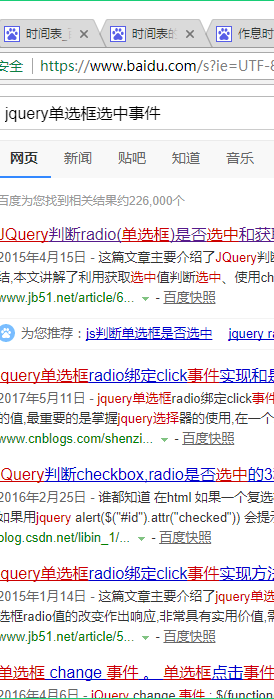 时间表_
时间表的
作息时
安全 https://www.baidu.com/s?ie=UTF-8
jquery单选框选中事件
网页 新闻 贴吧 知道 音乐
百度为您找到相关结果约226,000个
JQuery判断radio(单选框)是否选中和获取
2015年4月15日 - 这篇文章主要介绍了JQuery判断
结,本文讲解了利用获取选中值判断选中、使用ch
www.jb51.net/article/6... - 百度快照
为您推荐： js判断单选框是否选中 jquery ra
jquery单选框radio绑定click事件实现和是
2017年5月11日 - jquery单选框radio绑定click事件
的值,最重要的是掌握jquery选择器的使用,在一个
www.cnblogs.com/shenzi... - 百度快照
JQuery判断checkbox,radio是否选中的3种
2016年2月25日 - 谁都知道 在html 如果一个复选
如果用jquery alert($("#id").attr("checked")) 会提示
blog.csdn.net/libin_1/... - 百度快照
jquery单选框radio绑定click事件实现方法
2015年1月14日 - 这篇文章主要介绍了jquery单选
选框radio值的改变作出响应,非常具有实用价值,需
www.jb51.net/article/5... - 百度快照
单选框 change 事件 。 单选框点击事件
2016年4月6日 - jQuery change 事件 : $(function